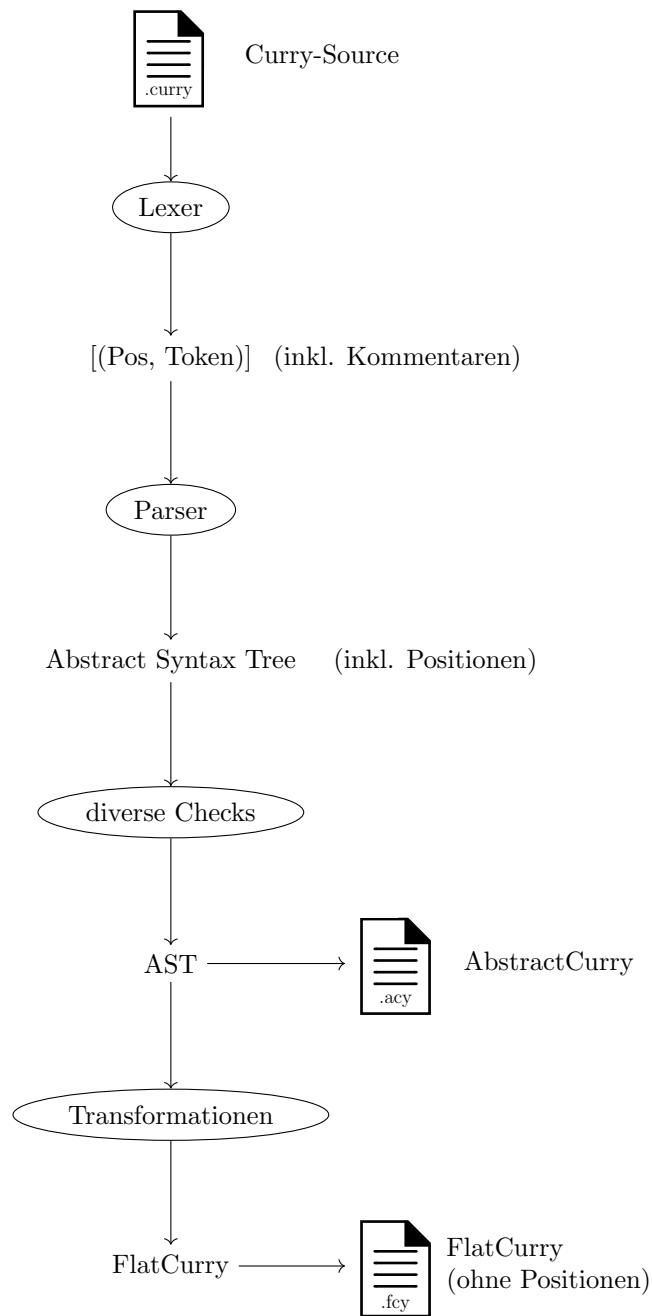 .curry
Curry-Source
Lexer
[(Pos, Token)] (inkl. Kommentaren)
Parser
Abstract Syntax Tree (inkl. Positionen)
diverse Checks
AST
.acy
AbstractCurry
Transformationen
FlatCurry
.fcy
FlatCurry
(ohne Positionen)